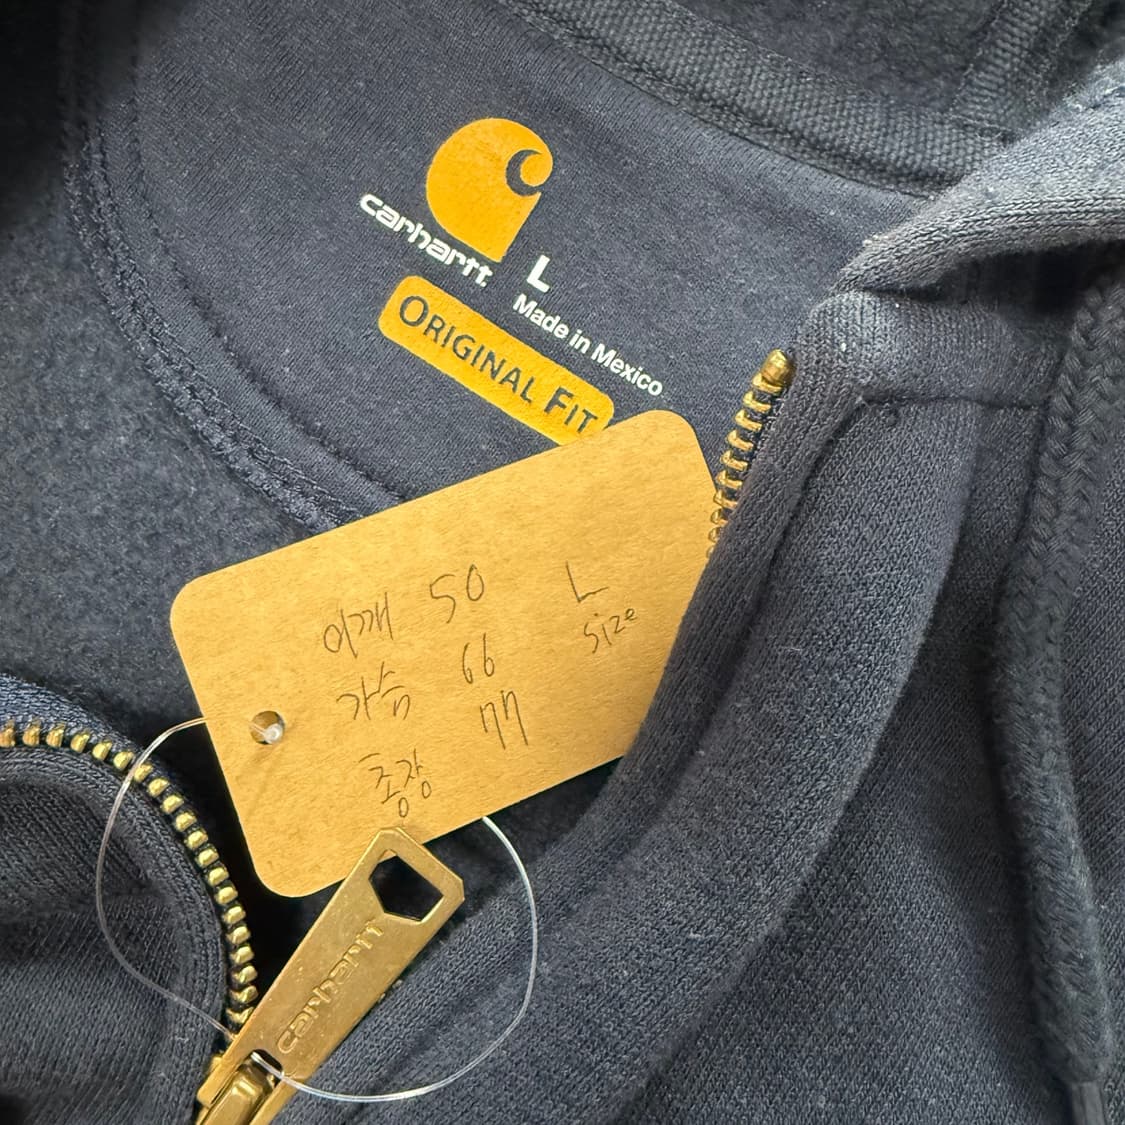 carhartt.
L
Made in Mexico
ORIGINAL FIT
어깨 50
가슴 66
총장 77
L
size
carhartt